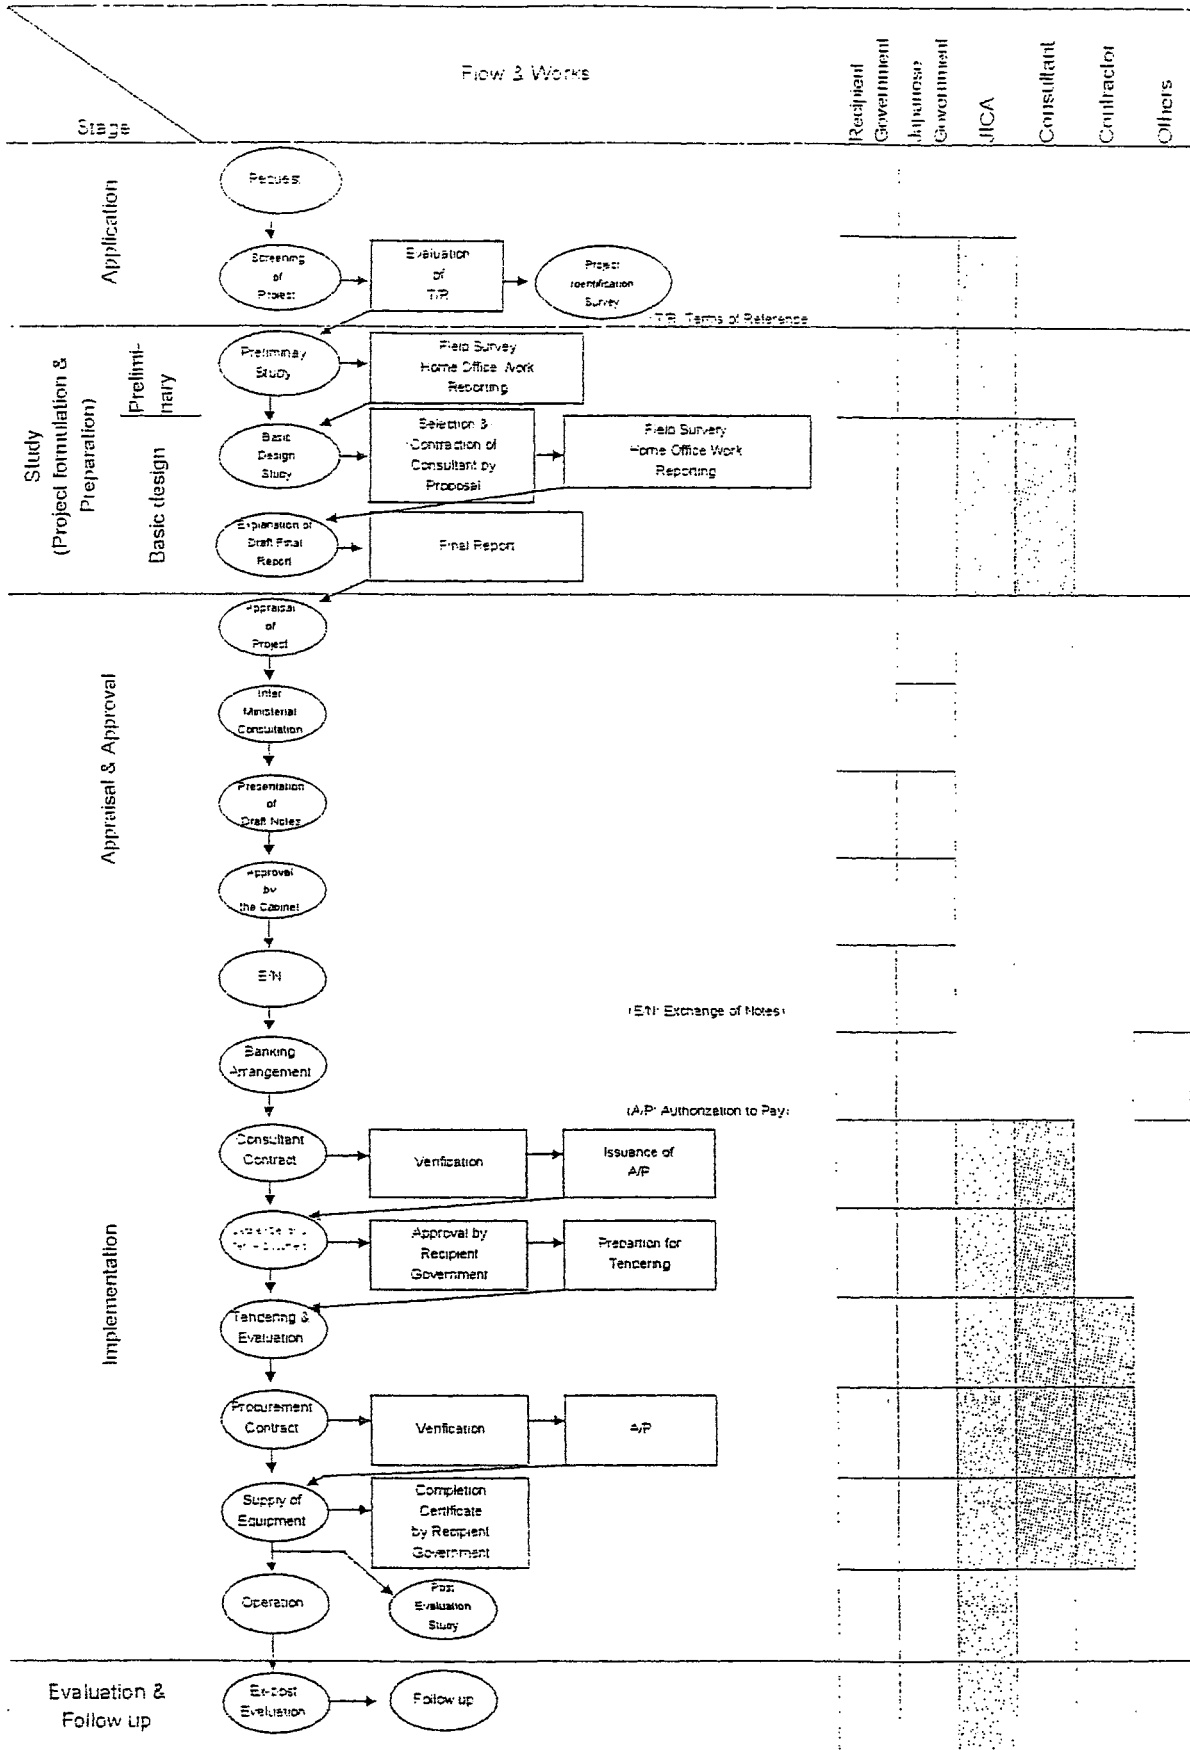 Flow & Works
Stage
Recipient
Government
Japanese
Government
JICA
Consultant
Contractor
Others
Application
Request
Screening
of
Project
Evaluation
of
T/R
Project
Identification
Survey
(T/R: Terms of Reference
Study
(Project formulation &
Preparation)
Prelimi-
nary
Preliminary
Study
Field Survey
Home Office Work
Reporting
Basic design
Basic
Design
Study
Selection &
Contraction of
Consultant by
Proposal
Field Survery
Home Office Work
Reporting
Explanation of
Draft Final
Report
Final Report
Appraisal & Approval
Appraisal
of
Project
Inter
Ministerial
Consultation
Presentation
of
Draft Notes
Approval
by
the Cabinet
E/N
(E/N: Exchange of Notes)
Banking
Arrangement
(A/P: Authorization to Pay)
Implementation
Consultant
Contract
Verification
Issuance of
A/P
Approval by
Recipient
Government
Prepartion for
Tendering
Tendering &
Evaluation
Procurement
Contract
Verification
A/P
Supply of
Equipment
Completion
Certificate
by Recipient
Government
Operation
Post
Evaluation
Study
Evaluation &
Follow up
Ex-post
Evaluation
Follow up